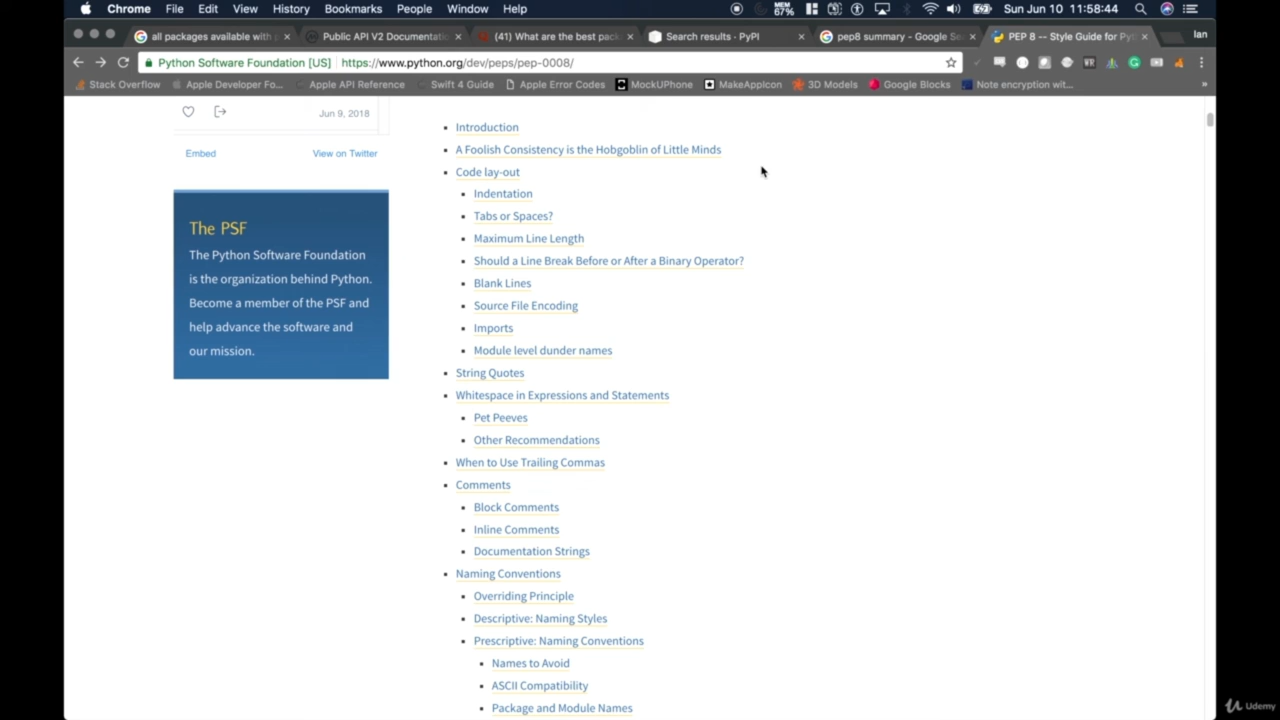 Chrome File Edit View History Bookmarks People Window Help
MEM 67% Sun Jun 10 11:58:44
all packages available with
Public API V2 Documentatio
(41) What are the best pack
Search results · PyPI
pep8 summary - Google Se
PEP 8 -- Style Guide for Pyt
Ian
Python Software Foundation [US] https://www.python.org/dev/peps/pep-0008/
Stack Overflow Apple Developer Fo... Apple API Reference Swift 4 Guide Apple Error Codes MockUPhone MakeAppIcon 3D Models Google Blocks Note encryption wit...
Jun 9, 2018
Embed View on Twitter
The PSF
The Python Software Foundation
is the organization behind Python.
Become a member of the PSF and
help advance the software and
our mission.
Introduction
A Foolish Consistency is the Hobgoblin of Little Minds
Code lay-out
Indentation
Tabs or Spaces?
Maximum Line Length
Should a Line Break Before or After a Binary Operator?
Blank Lines
Source File Encoding
Imports
Module level dunder names
String Quotes
Whitespace in Expressions and Statements
Pet Peeves
Other Recommendations
When to Use Trailing Commas
Comments
Block Comments
Inline Comments
Documentation Strings
Naming Conventions
Overriding Principle
Descriptive: Naming Styles
Prescriptive: Naming Conventions
Names to Avoid
ASCII Compatibility
Package and Module Names
Udemy